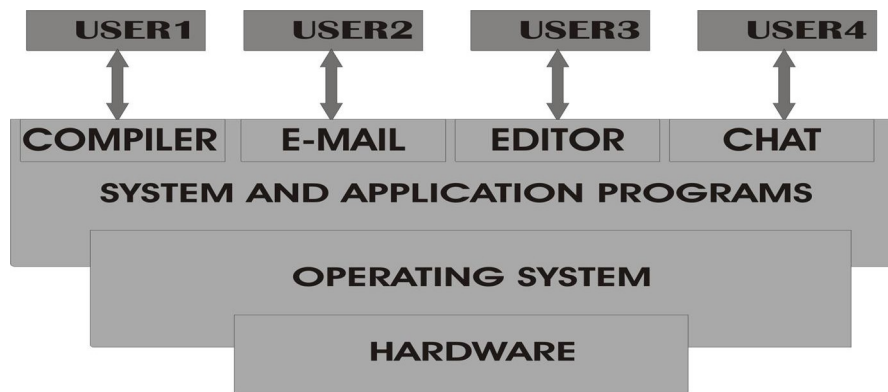 USER1 USER2 USER3 USER4
COMPILER E-MAIL EDITOR CHAT
SYSTEM AND APPLICATION PROGRAMS
OPERATING SYSTEM
HARDWARE